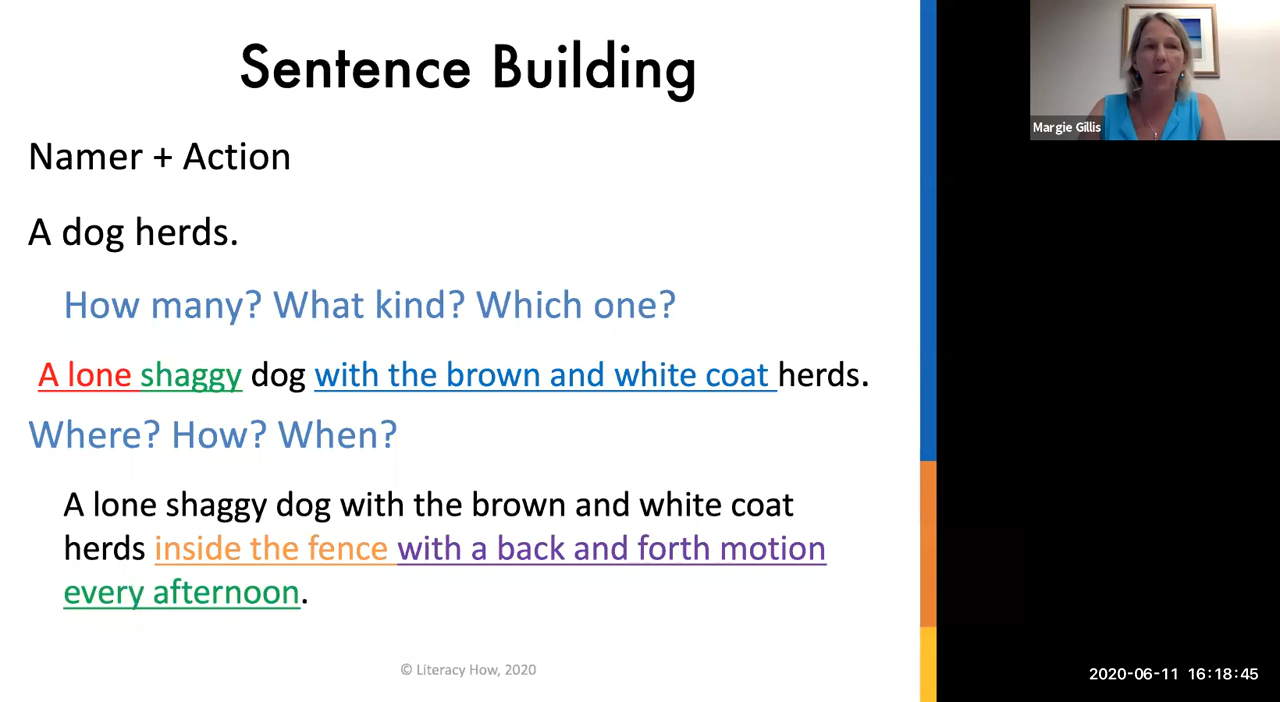 Sentence Building
Namer + Action
A dog herds.
How many? What kind? Which one?
A lone shaggy dog with the brown and white coat herds.
Where? How? When?
A lone shaggy dog with the brown and white coat
herds inside the fence with a back and forth motion
every afternoon.
© Literacy How, 2020
Margie Gillis
2020-06-11 16:18:45